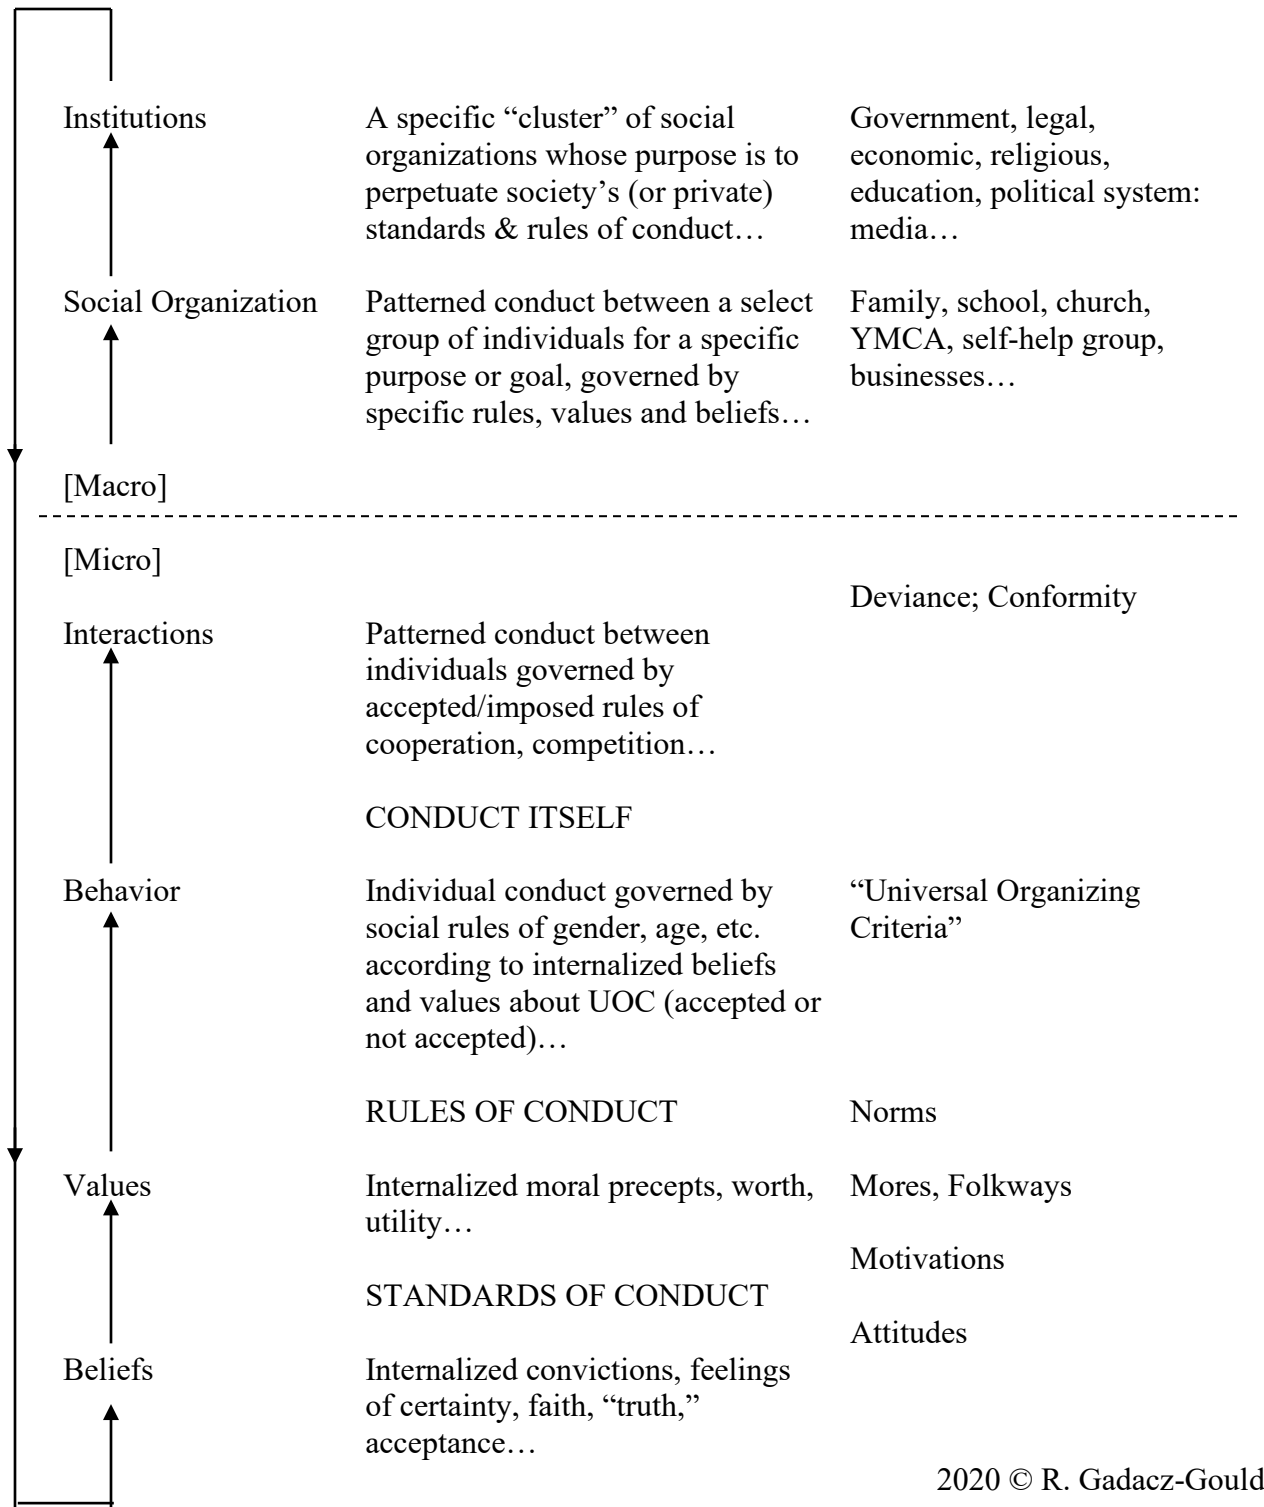 Institutions
A specific “cluster” of social
organizations whose purpose is to
perpetuate society’s (or private)
standards & rules of conduct…
Government, legal,
economic, religious,
education, political system:
media…
Social Organization
Patterned conduct between a select
group of individuals for a specific
purpose or goal, governed by
specific rules, values and beliefs…
Family, school, church,
YMCA, self-help group,
businesses…
[Macro]
[Micro]
Deviance; Conformity
Interactions
Patterned conduct between
individuals governed by
accepted/imposed rules of
cooperation, competition…
CONDUCT ITSELF
Behavior
Individual conduct governed by
social rules of gender, age, etc.
according to internalized beliefs
and values about UOC (accepted or
not accepted)…
“Universal Organizing
Criteria”
RULES OF CONDUCT
Norms
Values
Internalized moral precepts, worth,
utility…
Mores, Folkways
Motivations
STANDARDS OF CONDUCT
Attitudes
Beliefs
Internalized convictions, feelings
of certainty, faith, “truth,”
acceptance…
2020 © R. Gadacz-Gould